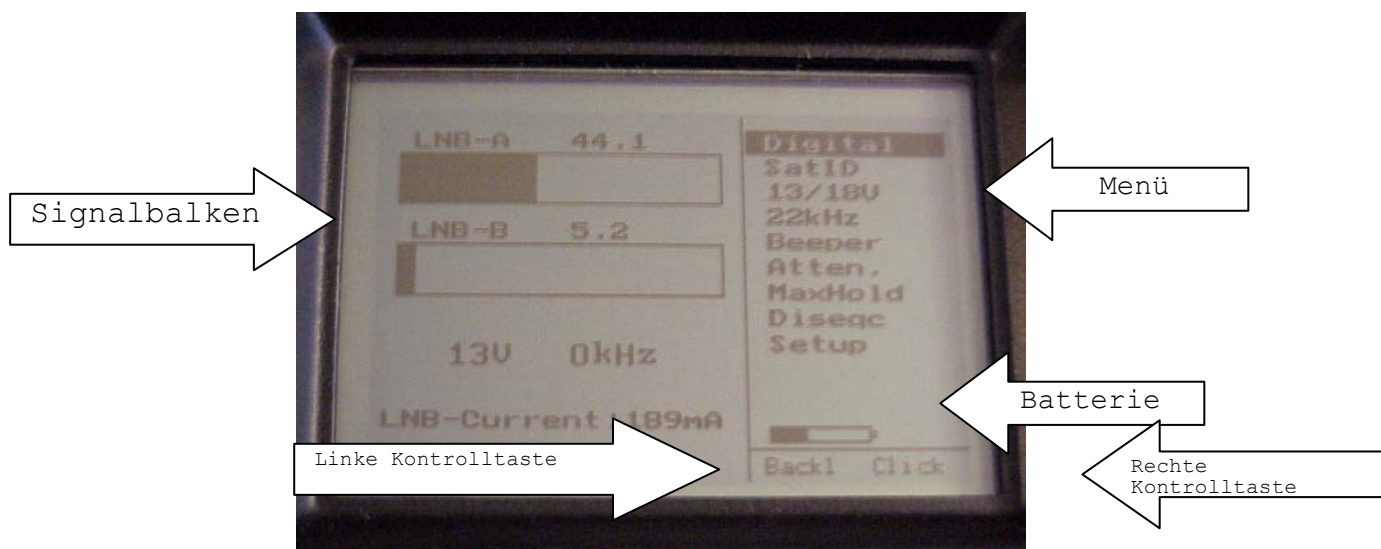 LNB-A 44.1
LNB-B 5.2
13V 0kHz
LNB-Current:189mA
Digital
SatID
13/18V
22kHz
Beeper
Atten.
MaxHold
Diseqc
Setup
Backl Click
Signalbalken
Menü
Batterie
Linke Kontrolltaste
Rechte
Kontrolltaste